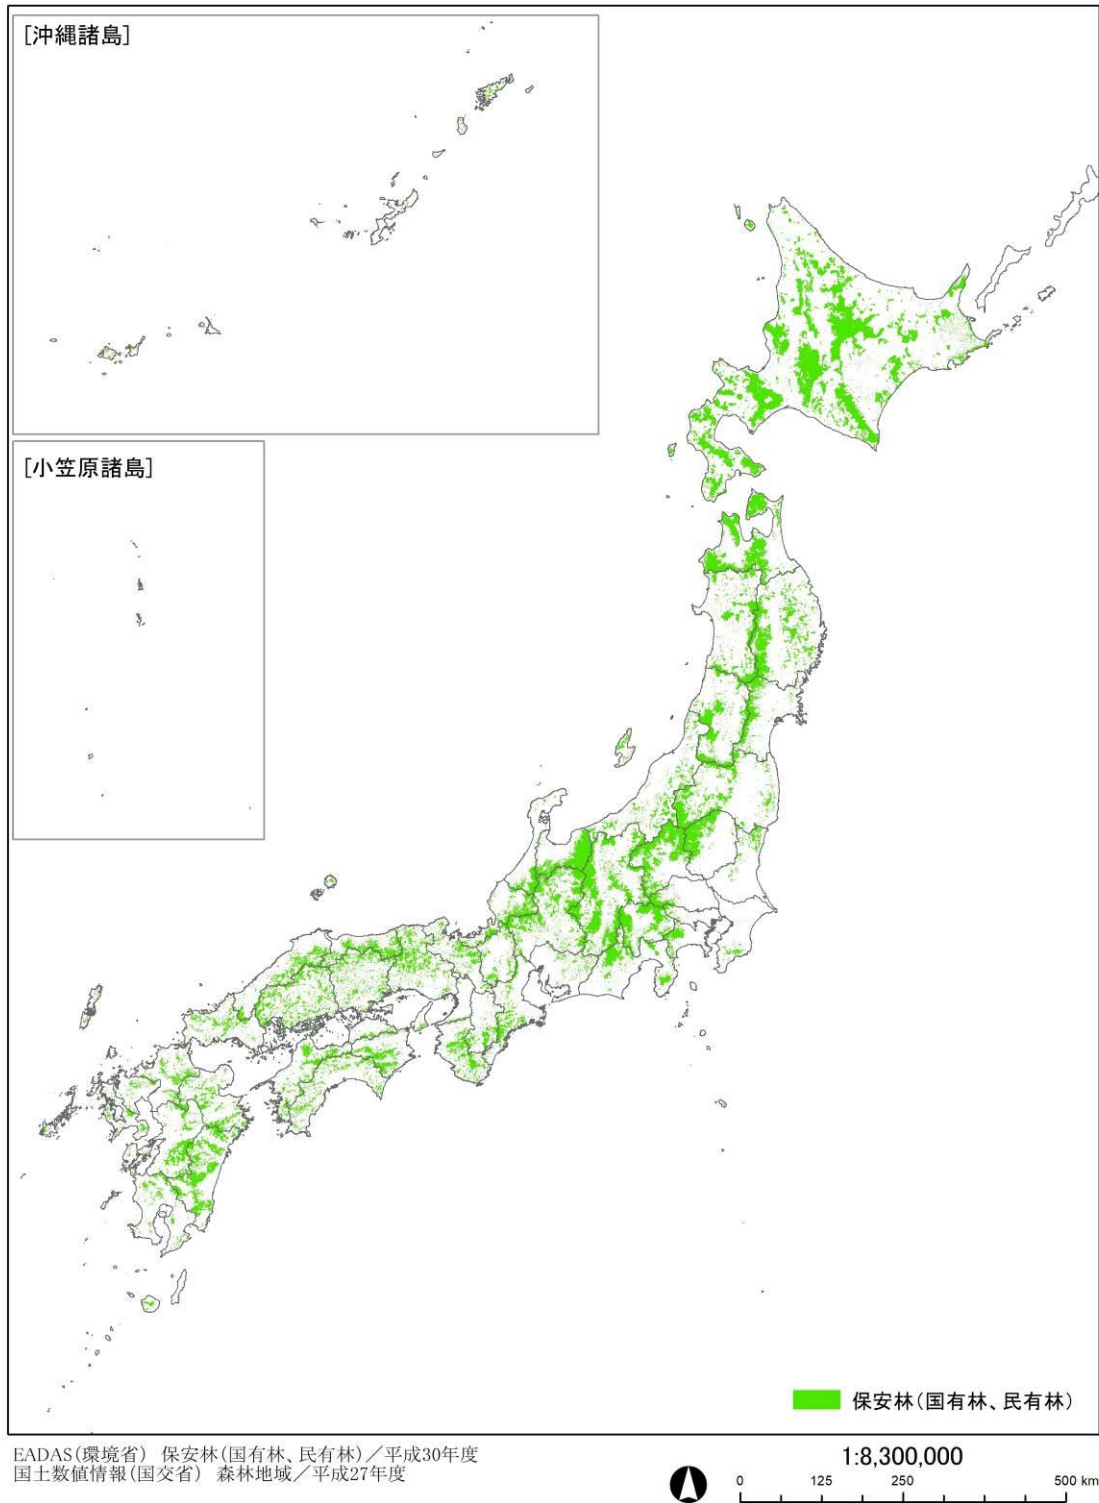 [沖縄諸島]
[小笠原諸島]
保安林(国有林、民有林)
EADAS(環境省) 保安林(国有林、民有林)／平成30年度
国土数値情報(国交省) 森林地域／平成27年度
1:8,300,000
0 125 250 500 km